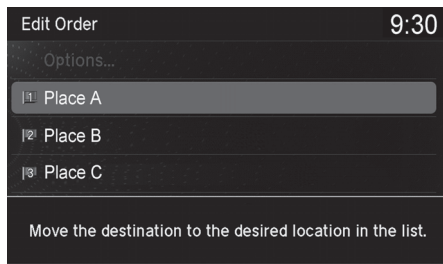 Edit Order 9:30
Options...
1 Place A
2 Place B
3 Place C
Move the destination to the desired location in the list.